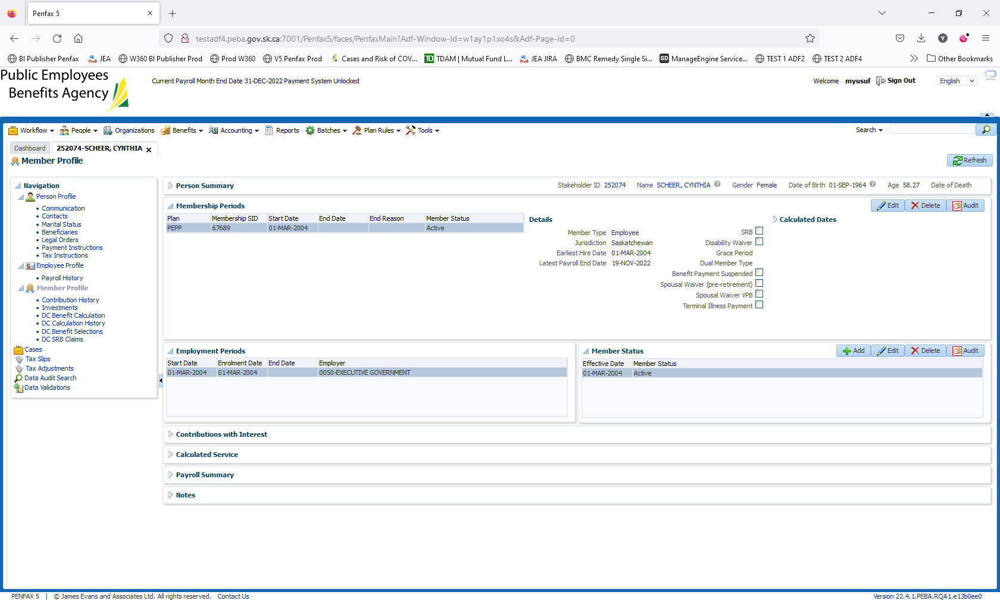 Penfax 5
testadf4.peba.gov.sk.ca:7001/Penfax5/faces/PenfaxMain?Adf-Window-Id=w1ay1p1xo4s&Adf-Page-Id=0
BI Publisher Penfax JEA W360 BI Publisher Prod Prod W360 V5 Penfax Prod Cases and Risk of COV... TD TDAM | Mutual Fund L... JEA JIRA BMC Remedy Single Si... SD ManageEngine Service... TEST 1 ADF2 TEST 2 ADF4 Other Bookmarks
Public Employees
Benefits Agency
Current Payroll Month End Date 31-DEC-2022 Payment System Unlocked
Welcome myusuf Sign Out English
Workflow People Organizations Benefits Accounting Reports Batches Plan Rules Tools Search
Dashboard 252074-SCHEER, CYNTHIA
Member Profile
Refresh
Navigation
Person Profile
Communication
Contacts
Marital Status
Beneficiaries
Legal Orders
Payment Instructions
Tax Instructions
Employee Profile
Payroll History
Member Profile
Contribution History
Investments
DC Benefit Calculation
DC Calculation History
DC Benefit Selections
DC SRB Claims
Cases
Tax Slips
Tax Adjustments
Data Audit Search
Data Validations
Person Summary Stakeholder ID 252074 Name SCHEER, CYNTHIA Gender Female Date of Birth 01-SEP-1964 Age 58.27 Date of Death
Membership Periods Edit Delete Audit
Plan Membership SID Start Date End Date End Reason Member Status
PEPP 67689 01-MAR-2004 Active
Details
Member Type Employee
Jurisdiction Saskatchewan
Earliest Hire Date 01-MAR-2004
Latest Payroll End Date 19-NOV-2022
SRB
Disability Waiver
Grace Period
Dual Member Type
Benefit Payment Suspended
Spousal Waiver (pre-retirement)
Spousal Waiver VPB
Terminal Illness Payment
Calculated Dates
Employment Periods
Start Date Enrolment Date End Date Employer
01-MAR-2004 01-MAR-2004 0050-EXECUTIVE GOVERNMENT
Member Status Add Edit Delete Audit
Effective Date Member Status
01-MAR-2004 Active
Contributions with Interest
Calculated Service
Payroll Summary
Notes
PENFAX 5 | © James Evans and Associates Ltd. All rights reserved. Contact Us
Version 22.4.1.PEBA.RQA1.e13b0ee0